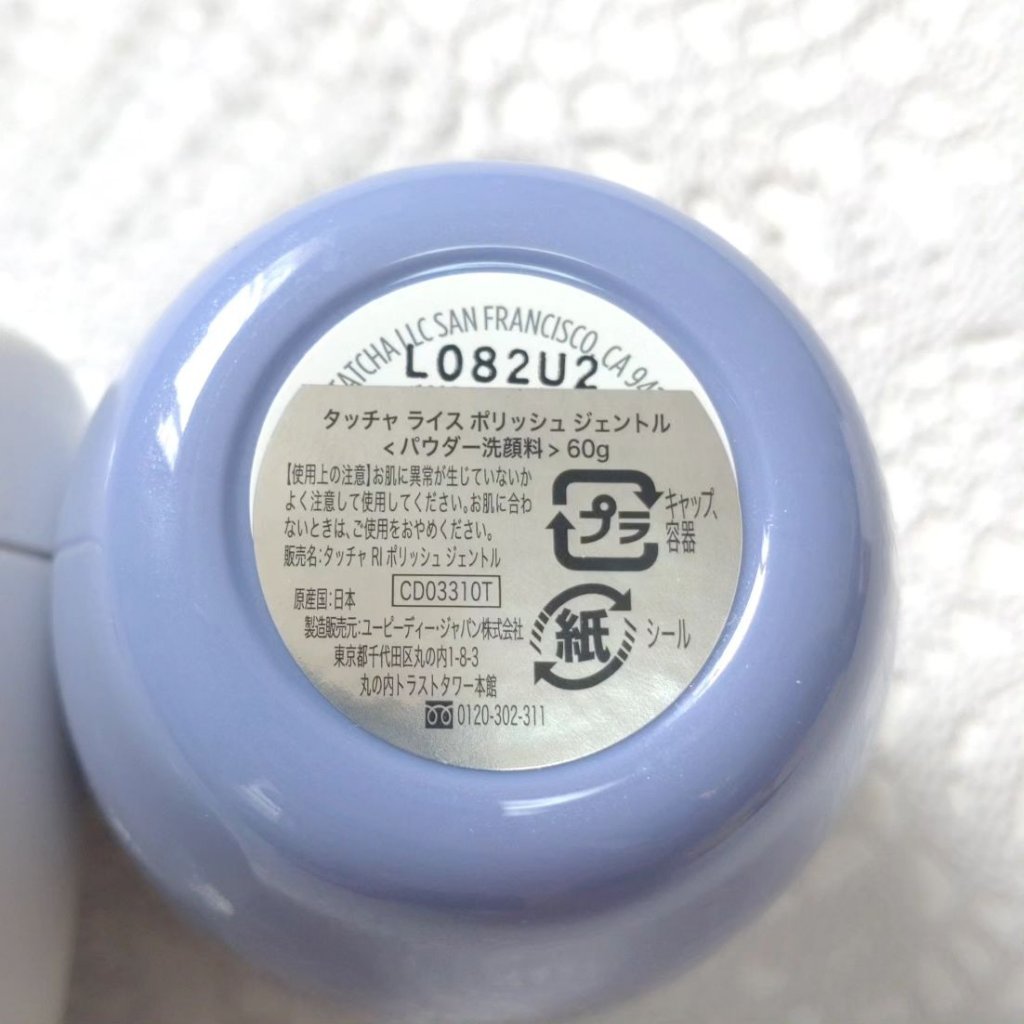 TATCHA LLC SAN FRANCISCO, CA
L082U2
タッチャ ライス ポリッシュ ジェントル
<パウダー洗顔料> 60g
【使用上の注意】お肌に異常が生じていないか
よく注意して使用してください。お肌に合わ
ないときは、ご使用をおやめください。
販売名:タッチャ RI ポリッシュ ジェントル
CD03310T
原産国:日本
製造販売元:ユーピーディー・ジャパン株式会社
東京都千代田区丸の内1-8-3
丸の内トラストタワー本館
0120-302-311
プラ
キャップ、
容器
紙
シール